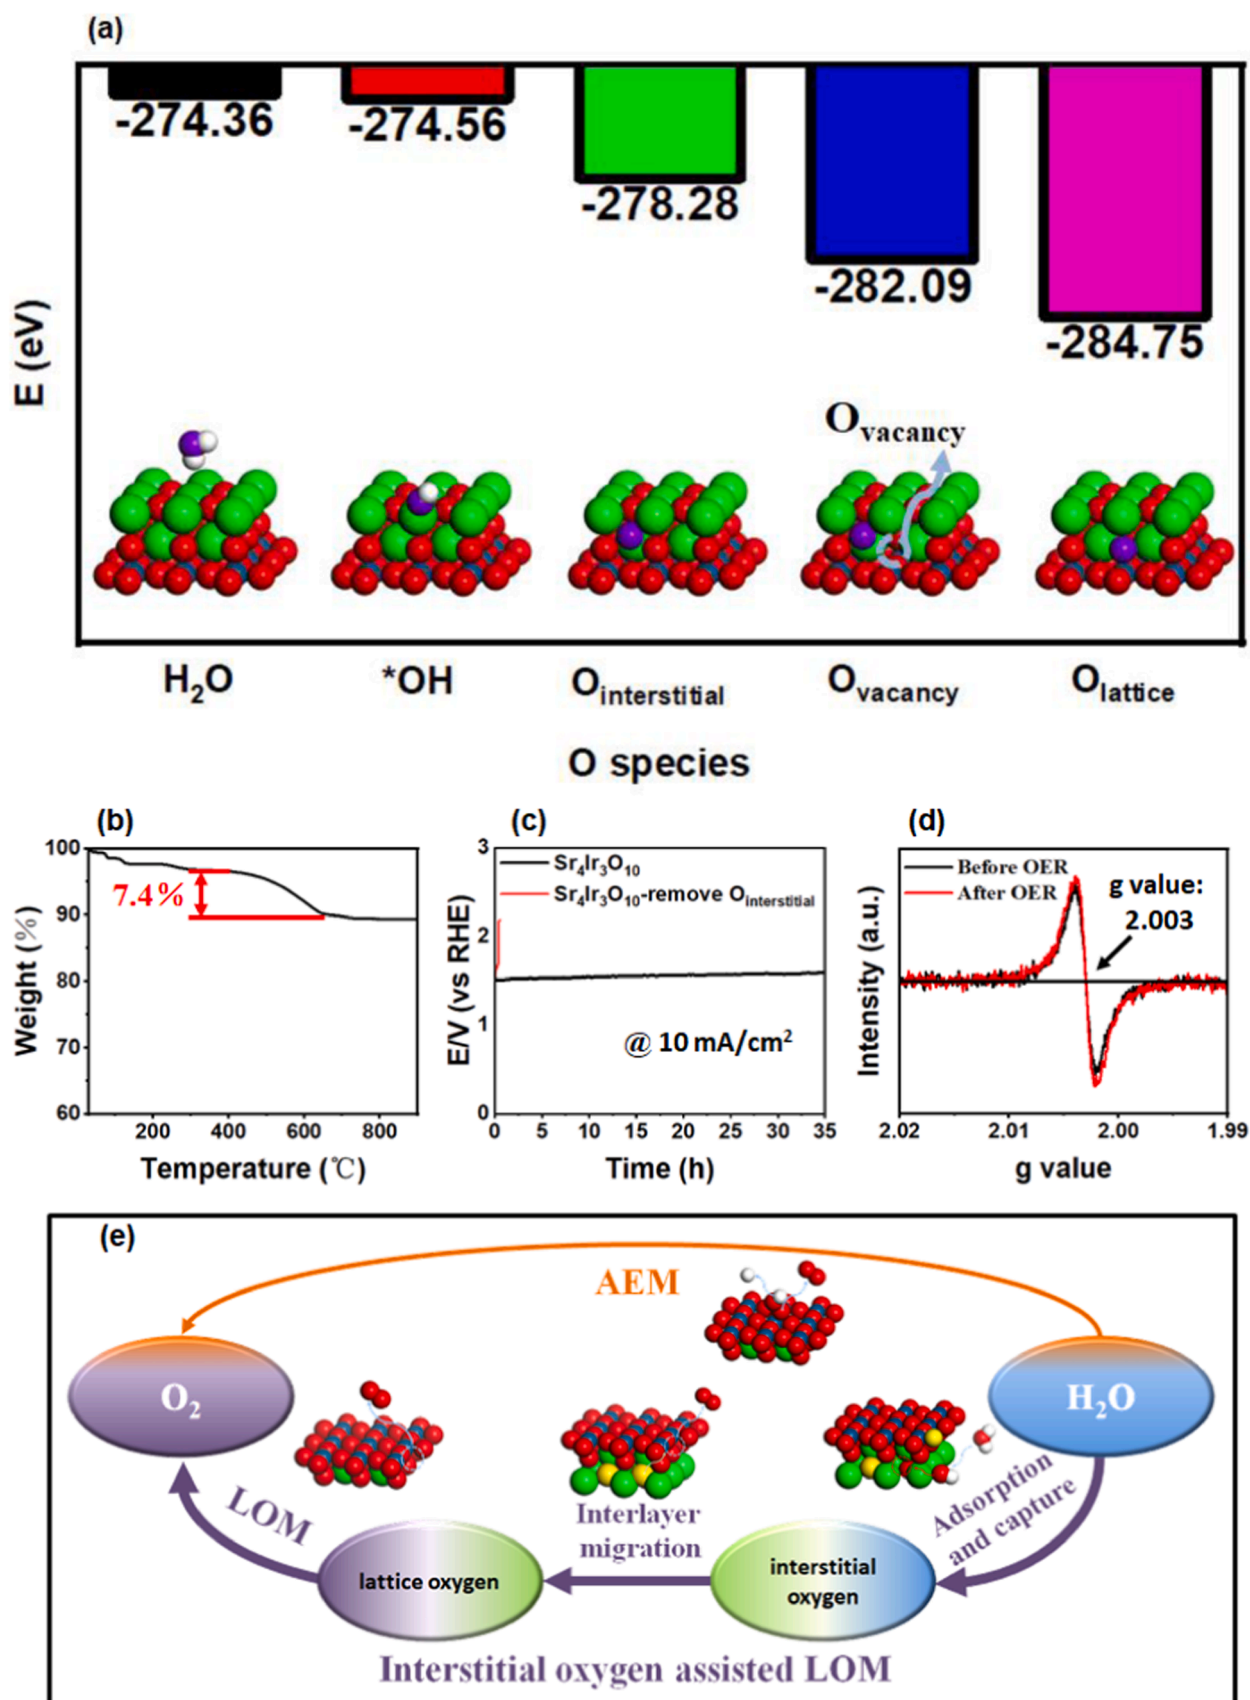 (a)
-274.36
-274.56
-278.28
-282.09
-284.75
E (eV)
Ovacancy
H2O
*OH
Ointerstitial
Ovacancy
Olattice
O species
(b)
100
90
80
70
60
7.4%
Weight (%)
200 400 600 800
Temperature (℃)
(c)
3
2
1
0
Sr4Ir3O10
Sr4Ir3O10-remove Ointerstitial
E/V (vs RHE)
@ 10 mA/cm2
0 5 10 15 20 25 30 35
Time (h)
(d)
Before OER
After OER
g value:
2.003
Intensity (a.u.)
2.02 2.01 2.00 1.99
g value
(e)
AEM
O2
H2O
LOM
Interlayer
migration
Adsorption
and capture
lattice oxygen
interstitial
oxygen
Interstitial oxygen assisted LOM